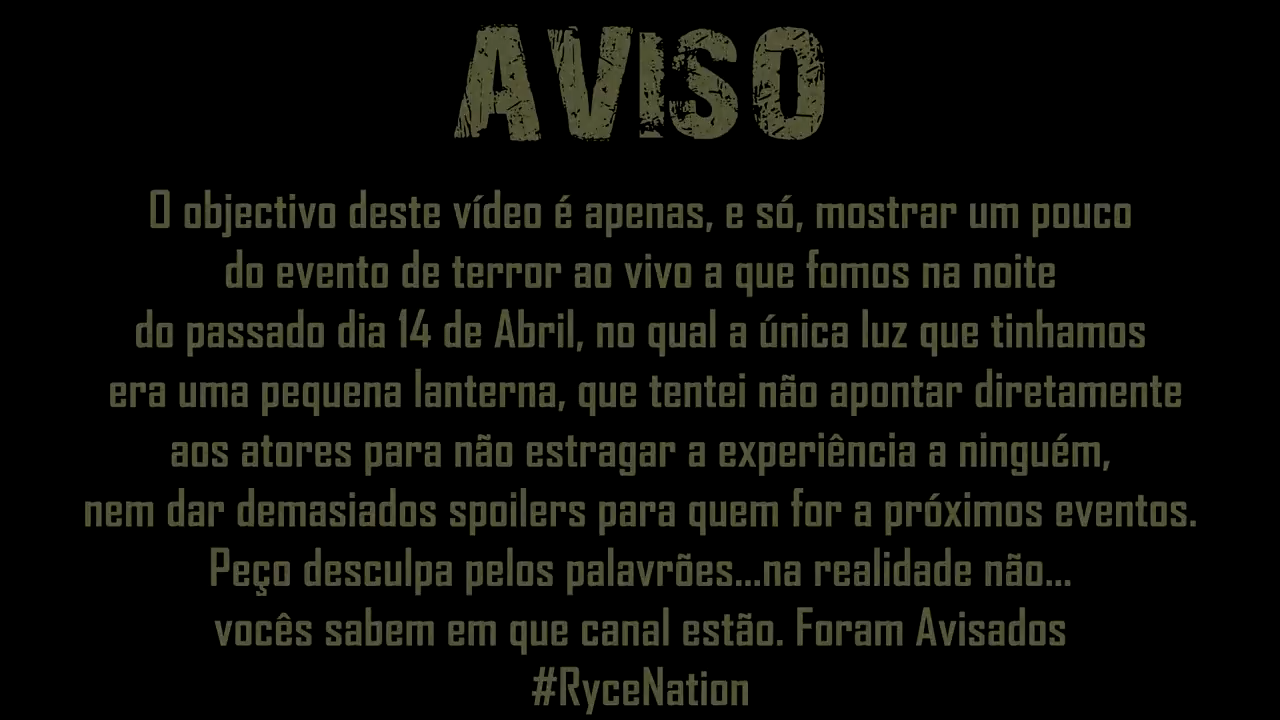 AVISO
O objectivo deste vídeo é apenas, e só, mostrar um pouco
do evento de terror ao vivo a que fomos na noite
do passado dia 14 de Abril, no qual a única luz que tinhamos
era uma pequena lanterna, que tentei não apontar diretamente
aos atores para não estragar a experiência a ninguém,
nem dar demasiados spoilers para quem for a próximos eventos.
Peço desculpa pelos palavrões...na realidade não...
vocês sabem em que canal estão. Foram Avisados
#RyceNation